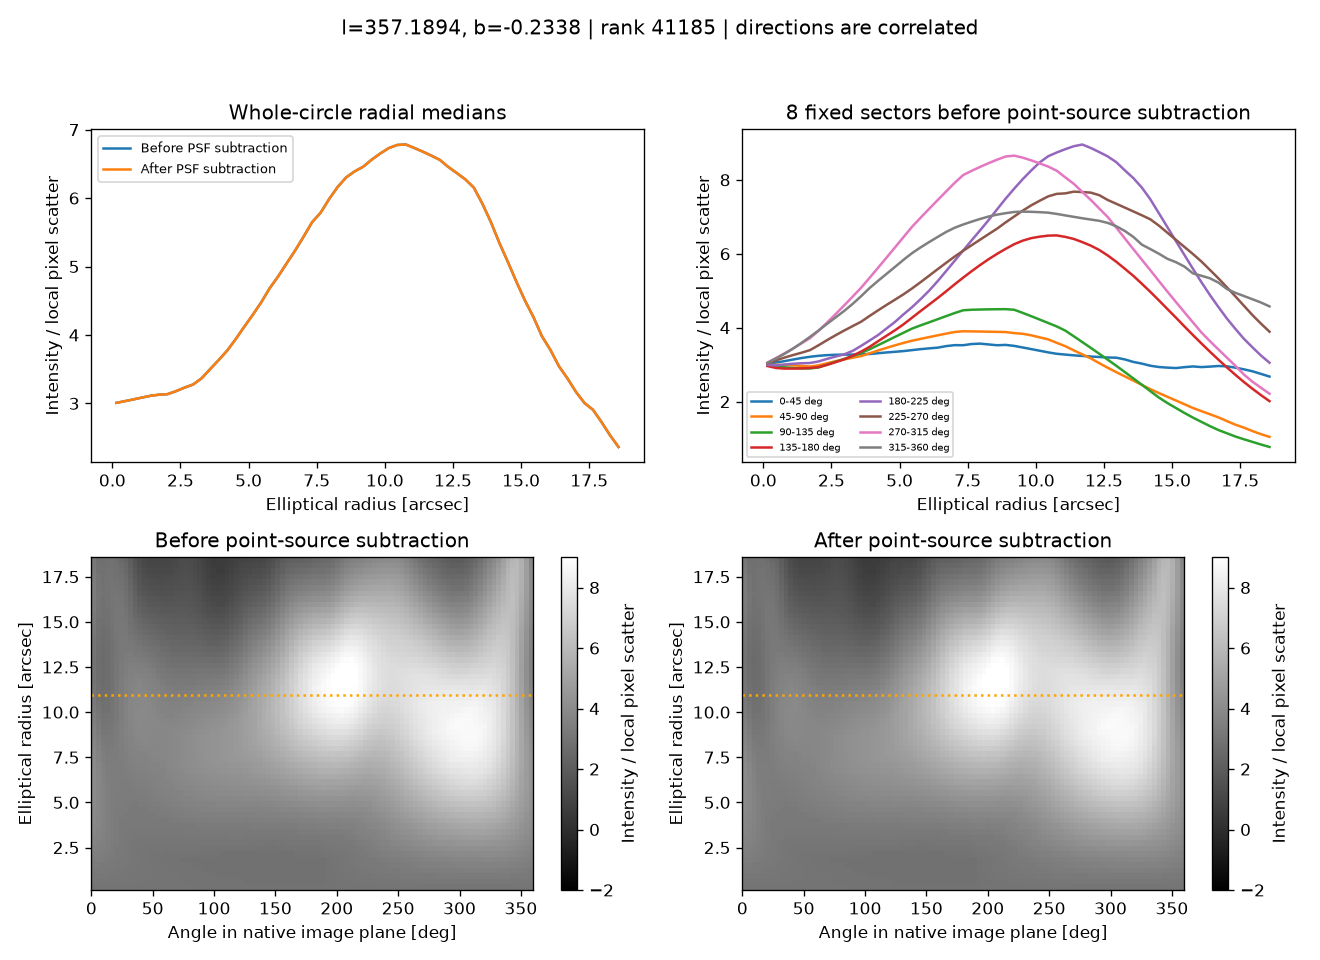 l=357.1894, b=-0.2338 | rank 41185 | directions are correlated
Whole-circle radial medians
7
6
5
4
3
Intensity / local pixel scatter
Before PSF subtraction
After PSF subtraction
0.0 2.5 5.0 7.5 10.0 12.5 15.0 17.5
Elliptical radius [arcsec]
8 fixed sectors before point-source subtraction
8
6
4
2
Intensity / local pixel scatter
0-45 deg
45-90 deg
90-135 deg
135-180 deg
180-225 deg
225-270 deg
270-315 deg
315-360 deg
0.0 2.5 5.0 7.5 10.0 12.5 15.0 17.5
Elliptical radius [arcsec]
Before point-source subtraction
17.5
15.0
12.5
10.0
7.5
5.0
2.5
Elliptical radius [arcsec]
0 50 100 150 200 250 300 350
Angle in native image plane [deg]
8
6
4
2
0
−2
Intensity / local pixel scatter
After point-source subtraction
17.5
15.0
12.5
10.0
7.5
5.0
2.5
Elliptical radius [arcsec]
0 50 100 150 200 250 300 350
Angle in native image plane [deg]
8
6
4
2
0
−2
Intensity / local pixel scatter